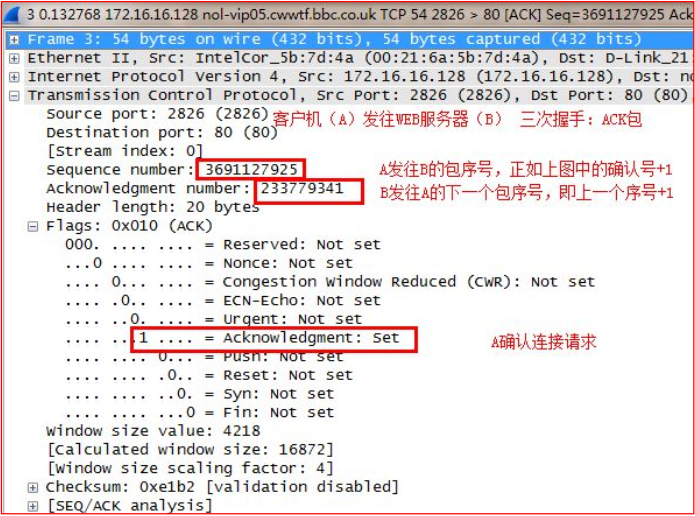 3 0.132768 172.16.16.128 nol-vip05.cwwtf.bbc.co.uk TCP 54 2826 > 80 [ACK] Seq=3691127925 Ack
Frame 3: 54 bytes on wire (432 bits), 54 bytes captured (432 bits)
Ethernet II, Src: IntelCor_5b:7d:4a (00:21:6a:5b:7d:4a), Dst: D-Link_21
Internet Protocol Version 4, Src: 172.16.16.128 (172.16.16.128), Dst: no
Transmission Control Protocol, Src Port: 2826 (2826), Dst Port: 80 (80)
Source port: 2826 (2826) 客户机（A）发往WEB服务器（B） 三次握手：ACK包
Destination port: 80 (80)
[Stream index: 0]
Sequence number: 3691127925 A发往B的包序号，正如上图中的确认号+1
Acknowledgment number: 233779341 B发往A的下一个包序号，即上一个序号+1
Header length: 20 bytes
Flags: 0x010 (ACK)
000. .... .... = Reserved: Not set
...0 .... .... = Nonce: Not set
.... 0... .... = Congestion Window Reduced (CWR): Not set
.... .0.. .... = ECN-Echo: Not set
.... ..0. .... = Urgent: Not set
.... ...1 .... = Acknowledgment: Set A确认连接请求
.... .... 0... = Push: Not set
.... .... .0.. = Reset: Not set
.... .... ..0. = Syn: Not set
.... .... ...0 = Fin: Not set
Window size value: 4218
[Calculated window size: 16872]
[Window size scaling factor: 4]
Checksum: 0xe1b2 [validation disabled]
[SEQ/ACK analysis]